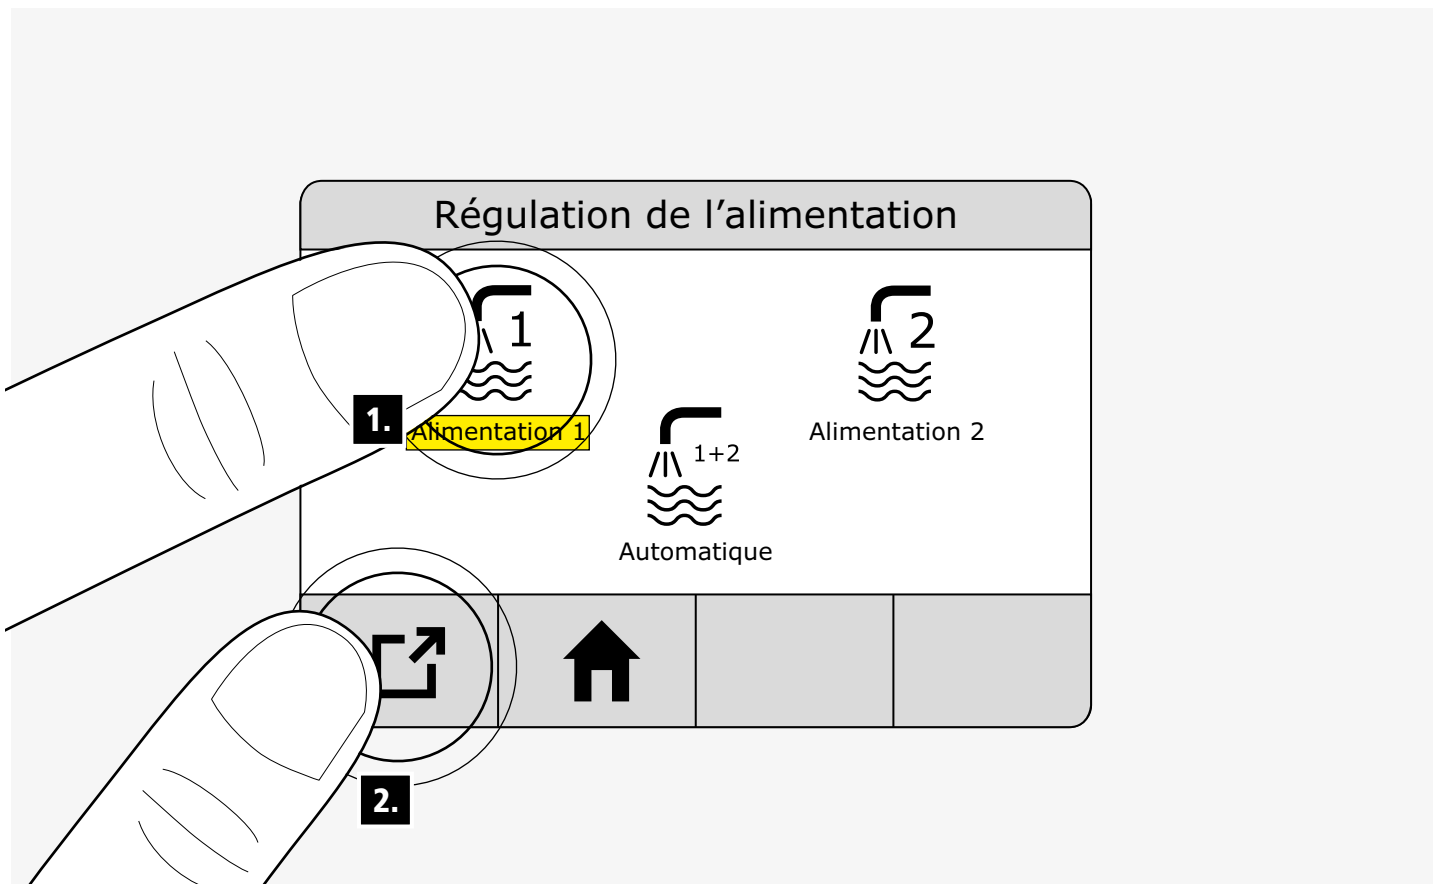 Régulation de l’alimentation
1
2
1.
Alimentation 1
Alimentation 2
1+2
Automatique
2.